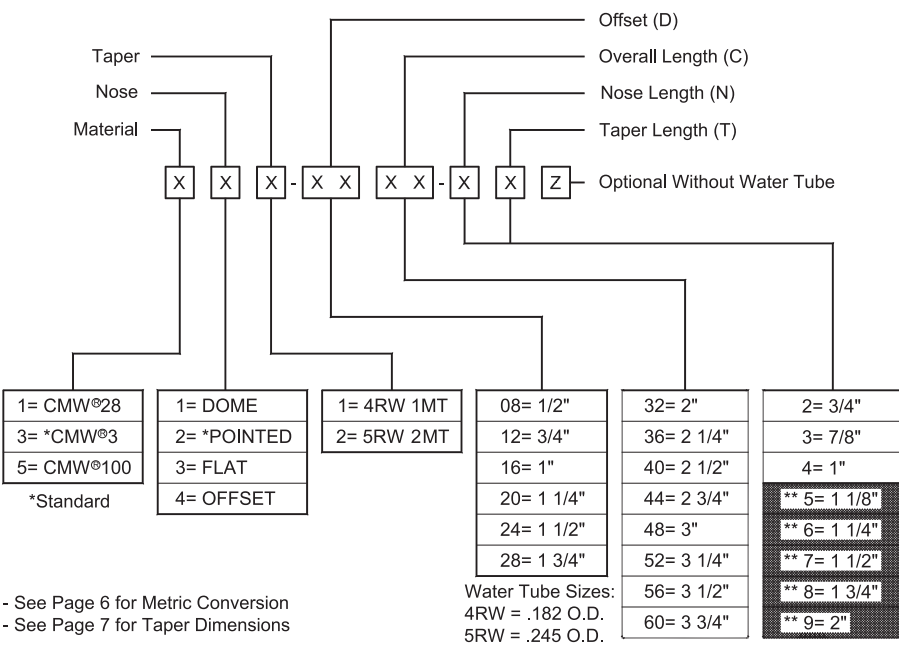 Offset (D)
Taper
Overall Length (C)
Nose
Nose Length (N)
Material
Taper Length (T)
X X X - X X X X - X X Z Optional Without Water Tube
1= CMW®28
3= *CMW®3
5= CMW®100
*Standard
1= DOME
2= *POINTED
3= FLAT
4= OFFSET
1= 4RW 1MT
2= 5RW 2MT
08= 1/2"
12= 3/4"
16= 1"
20= 1 1/4"
24= 1 1/2"
28= 1 3/4"
Water Tube Sizes:
4RW = .182 O.D.
5RW = .245 O.D.
32= 2"
36= 2 1/4"
40= 2 1/2"
44= 2 3/4"
48= 3"
52= 3 1/4"
56= 3 1/2"
60= 3 3/4"
2= 3/4"
3= 7/8"
4= 1"
** 5= 1 1/8"
** 6= 1 1/4"
** 7= 1 1/2"
** 8= 1 3/4"
** 9= 2"
- See Page 6 for Metric Conversion
- See Page 7 for Taper Dimensions